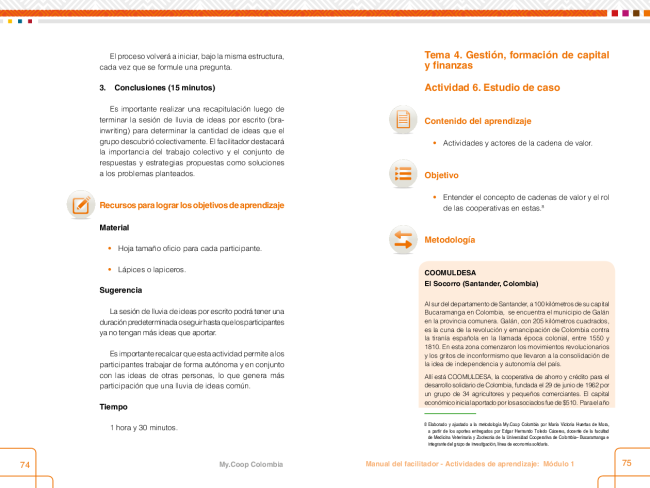 El proceso volverá a iniciar, bajo la misma estructura,
cada vez que se formule una pregunta.
3. Conclusiones (15 minutos)
Es importante realizar una recapitulación luego de
terminar la sesión de lluvia de ideas por escrito (bra-
inwriting) para determinar la cantidad de ideas que el
grupo descubrió colectivamente. El facilitador destacará
la importancia del trabajo colectivo y el conjunto de
respuestas y estrategias propuestas como soluciones
a los problemas planteados.
Recursos para lograr los objetivos de aprendizaje
Material
• Hoja tamaño oficio para cada participante.
• Lápices o lapiceros.
Sugerencia
La sesión de lluvia de ideas por escrito podrá tener una
duración predeterminada o seguir hasta que los participantes
ya no tengan más ideas que aportar.
Es importante recalcar que esta actividad permite a los
participantes trabajar de forma autónoma y en conjunto
con las ideas de otras personas, lo que genera más
participación que una lluvia de ideas común.
Tiempo
1 hora y 30 minutos.
74
My.Coop Colombia
Tema 4. Gestión, formación de capital
y finanzas
Actividad 6. Estudio de caso
Contenido del aprendizaje
• Actividades y actores de la cadena de valor.
Objetivo
• Entender el concepto de cadenas de valor y el rol
de las cooperativas en estas.⁸
Metodología
COOMULDESA
El Socorro (Santander, Colombia)
Al sur del departamento de Santander, a 100 kilómetros de su capital
Bucaramanga en Colombia, se encuentra el municipio de Galán
en la provincia comunera. Galán, con 205 kilómetros cuadrados,
es la cuna de la revolución y emancipación de Colombia contra
la tiranía española en la llamada época colonial, entre 1550 y
1810. En esta zona comenzaron los movimientos revolucionarios
y los gritos de inconformismo que llevaron a la consolidación de
la idea de independencia y autonomía del país.
Allí está COOMULDESA, la cooperativa de ahorro y crédito para el
desarrollo solidario de Colombia, fundada el 29 de junio de 1962 por
un grupo de 34 agricultores y pequeños comerciantes. El capital
económico inicial aportado por los asociados fue de $510. Para el año
8 Elaborado y ajustado a la metodología My.Coop Colombia por María Victoria Huertas de Mora,
a partir de los aportes entregados por Edgar Hernando Toledo Cáceres, docente de la facultad
de Medicina Veterinaria y Zootecnia de la Universidad Cooperativa de Colombia– Bucaramanga e
integrante del grupo de investigación, línea de economía solidaria.
Manual del facilitador - Actividades de aprendizaje: Módulo 1
75